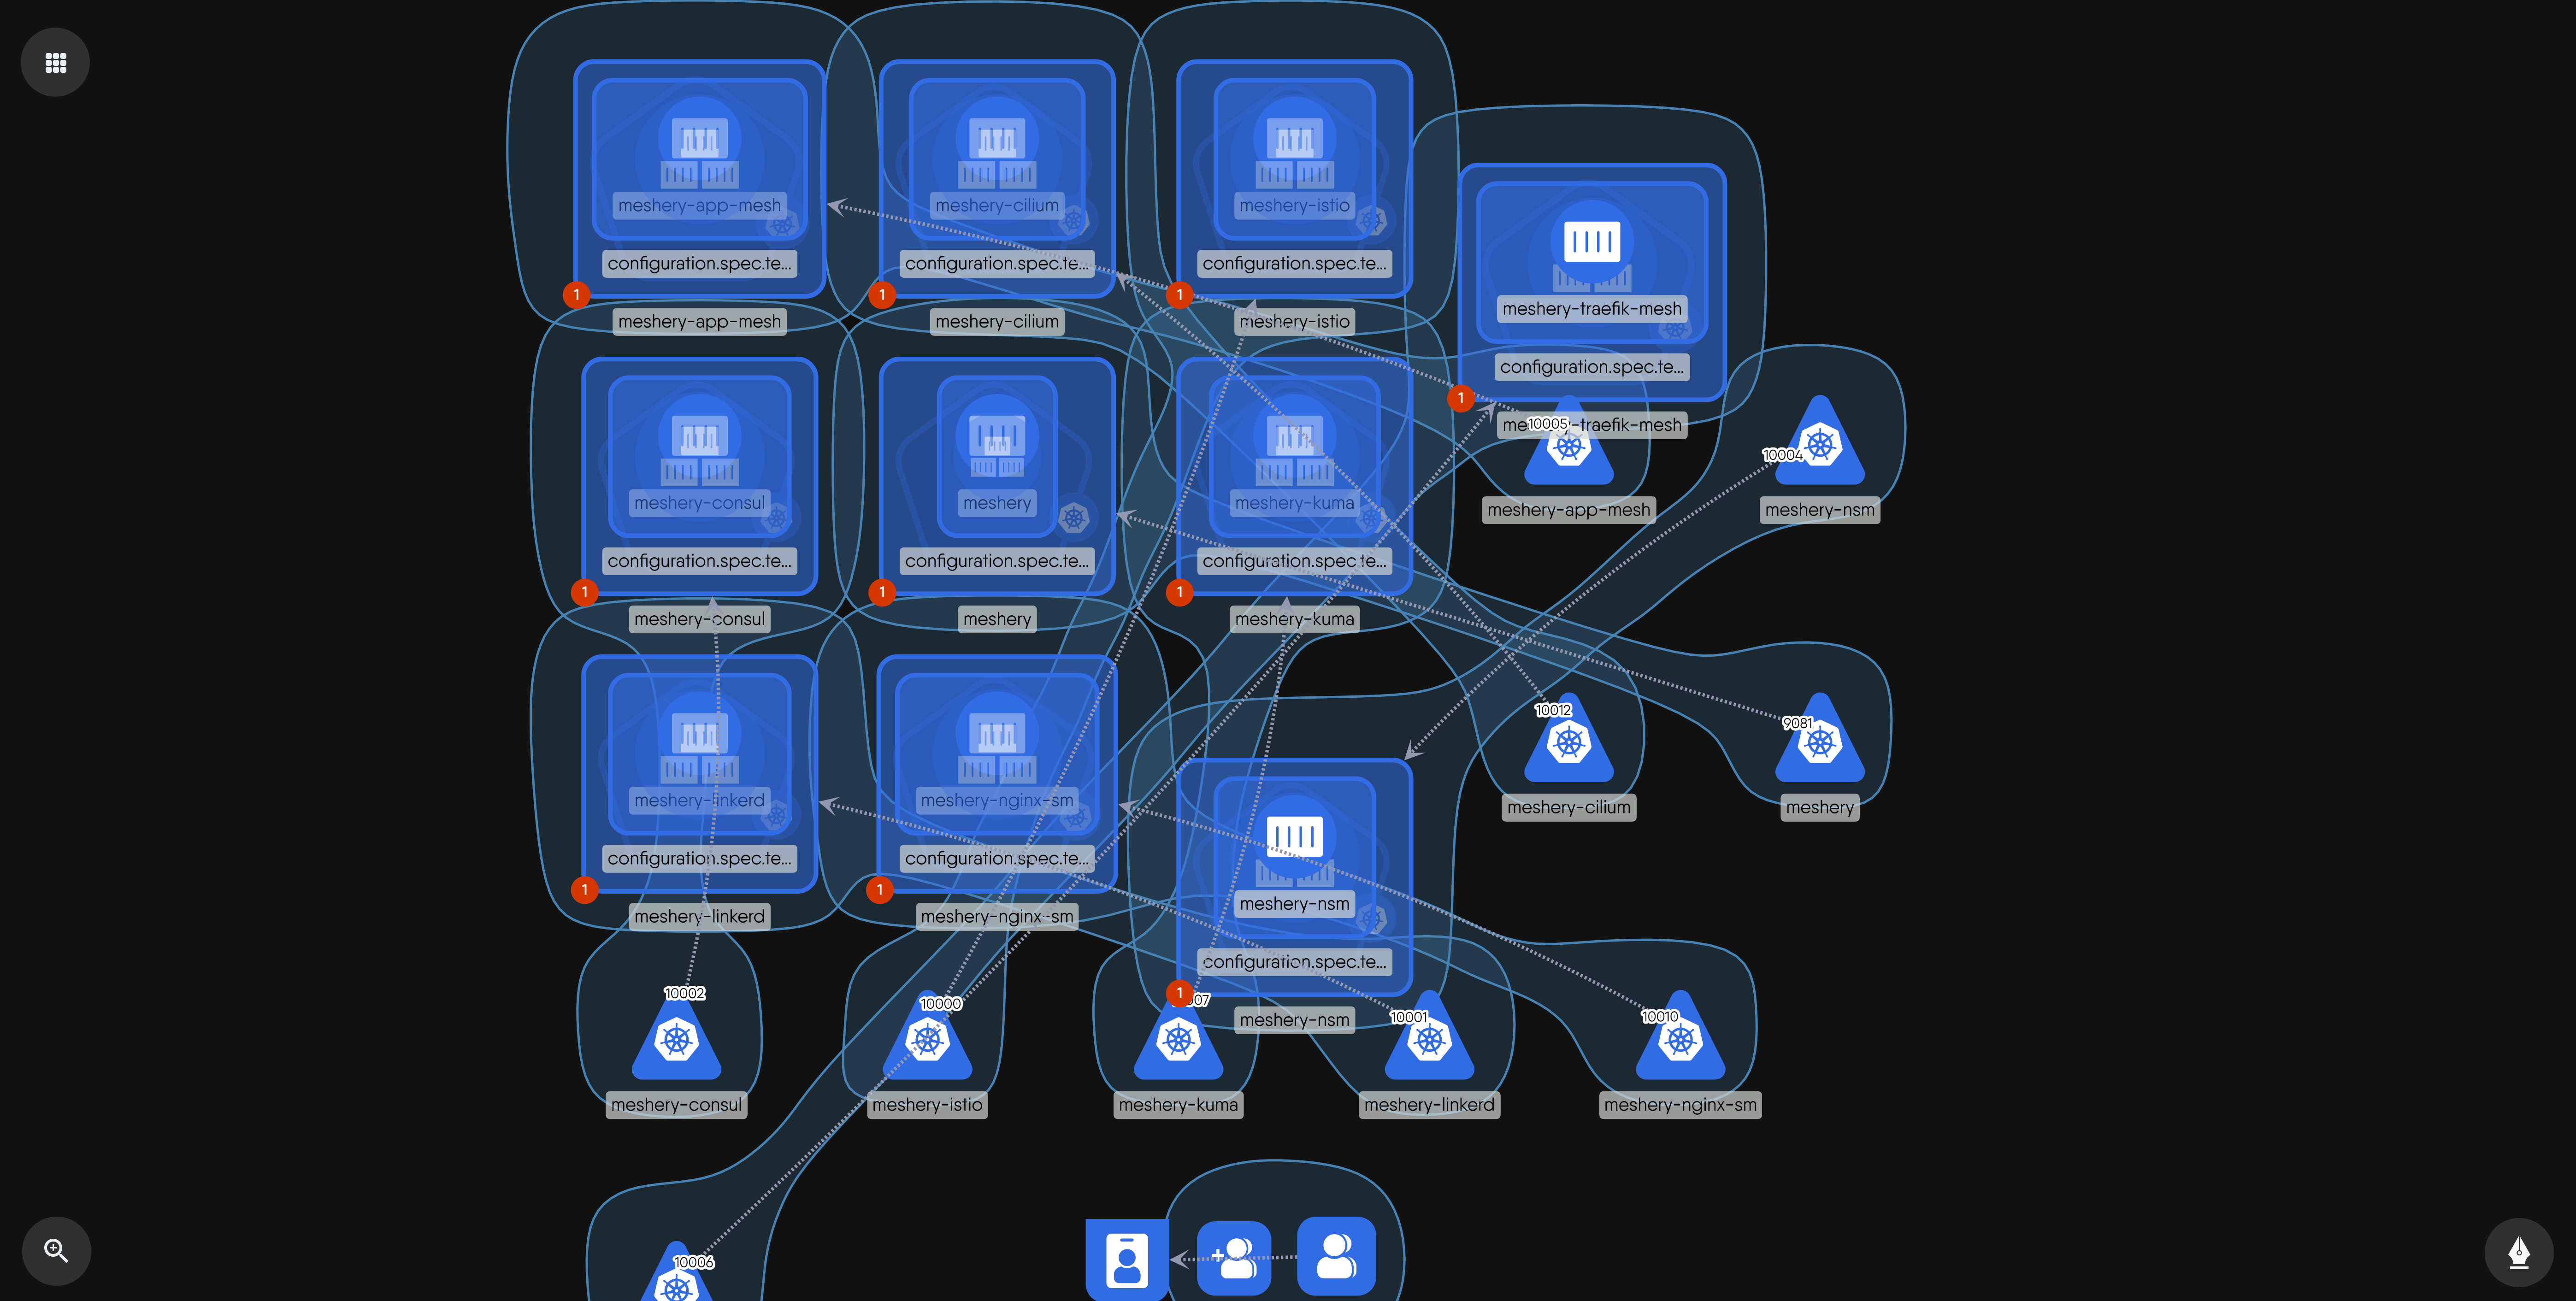 meshery-app-mesh
configuration.spec.te...
1
meshery-app-mesh
meshery-cilium
configuration.spec.te...
1
meshery-cilium
meshery-istio
configuration.spec.te...
1
meshery-istio
meshery-traefik-mesh
configuration.spec.te...
1
-traefik-mesh
10005
meshery-app-mesh
10004
meshery-nsm
meshery-consul
configuration.spec.te...
1
meshery-consul
meshery
configuration.spec.te...
1
meshery
meshery-kuma
configuration.spec.te...
1
meshery-kuma
10012
meshery-cilium
9081
meshery
meshery-linkerd
configuration.spec.te...
1
meshery-linkerd
meshery-nginx-sm
configuration.spec.te...
1
meshery-nginx-sm
meshery-nsm
configuration.spec.te...
1
meshery-nsm
10002
meshery-consul
10000
meshery-istio
meshery-kuma
10001
meshery-linkerd
10010
meshery-nginx-sm
10006